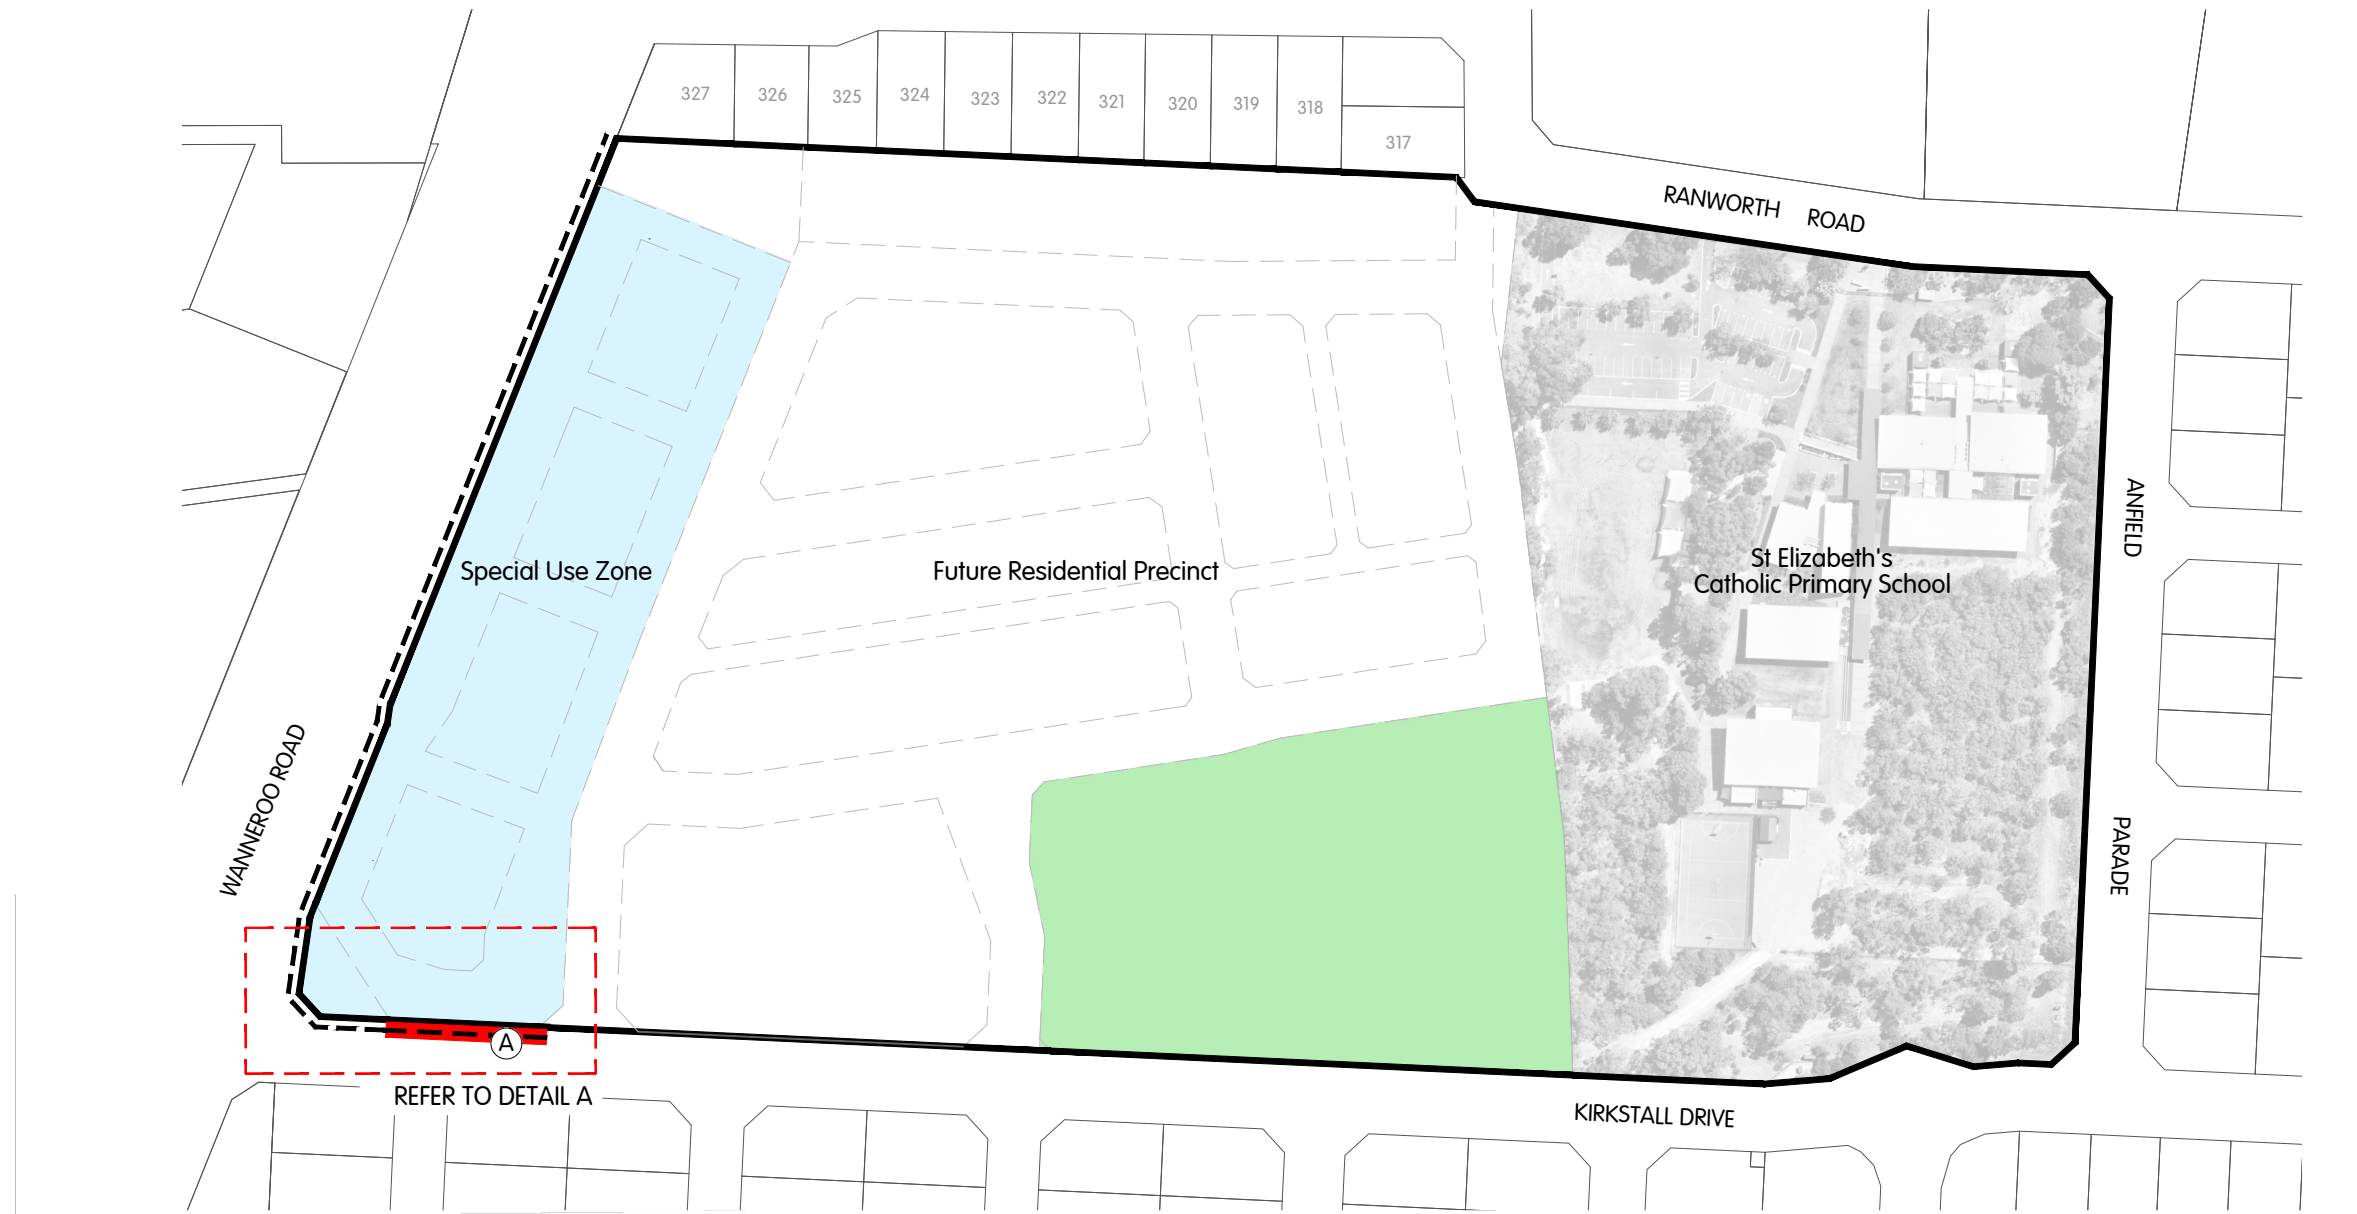 327
326
325
324
323
322
321
320
319
318
317
RANWORTH ROAD
Special Use Zone
Future Residential Precinct
St Elizabeth's
Catholic Primary School
ANFIELD
PARADE
WANNEROO ROAD
A
REFER TO DETAIL A
KIRKSTALL DRIVE